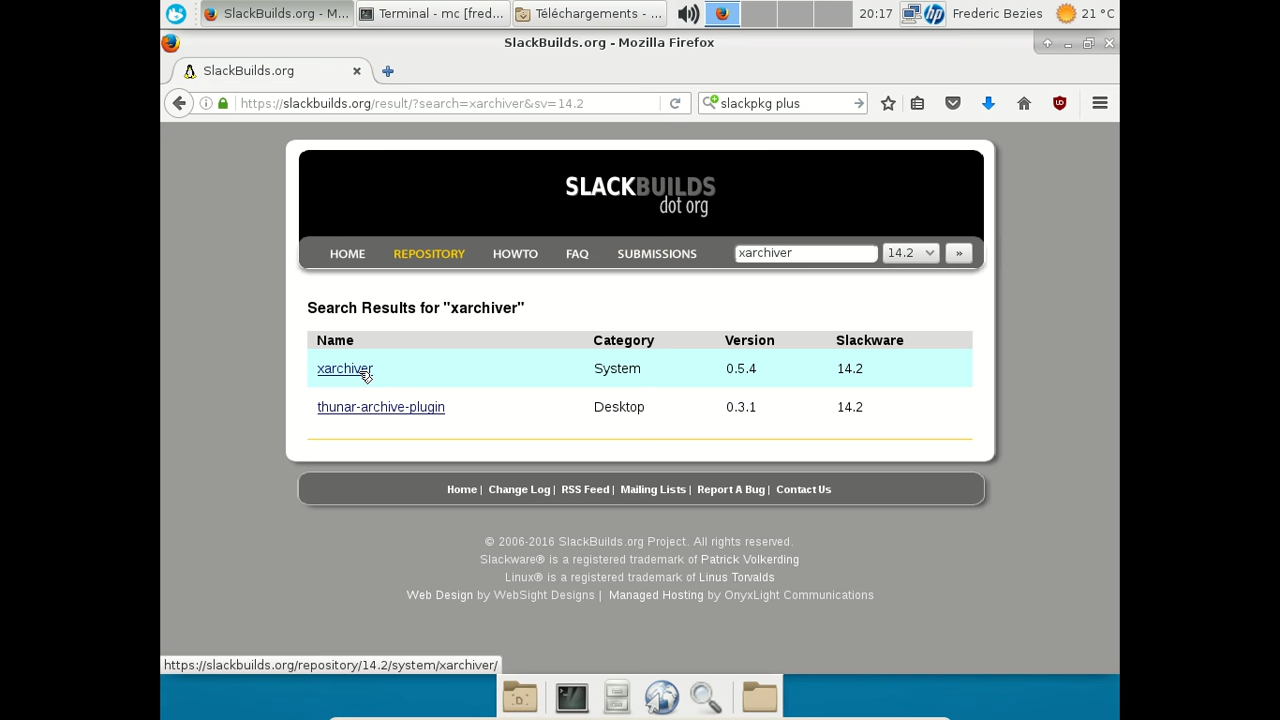 SlackBuilds.org - M...
Terminal - mc [fred...
Téléchargements - ...
20:17
hp
Frederic Bezies
21 °C
SlackBuilds.org - Mozilla Firefox
SlackBuilds.org
https://slackbuilds.org/result/?search=xarchiver&sv=14.2
slackpkg plus
SLACKBUILDS
dot org
HOME REPOSITORY HOWTO FAQ SUBMISSIONS
xarchiver
14.2
»
Search Results for "xarchiver"
Name Category Version Slackware
xarchiver System 0.5.4 14.2
thunar-archive-plugin Desktop 0.3.1 14.2
Home | Change Log | RSS Feed | Mailing Lists | Report A Bug | Contact Us
© 2006-2016 SlackBuilds.org Project. All rights reserved.
Slackware® is a registered trademark of Patrick Volkerding
Linux® is a registered trademark of Linus Torvalds
Web Design by WebSight Designs | Managed Hosting by OnyxLight Communications
https://slackbuilds.org/repository/14.2/system/xarchiver/